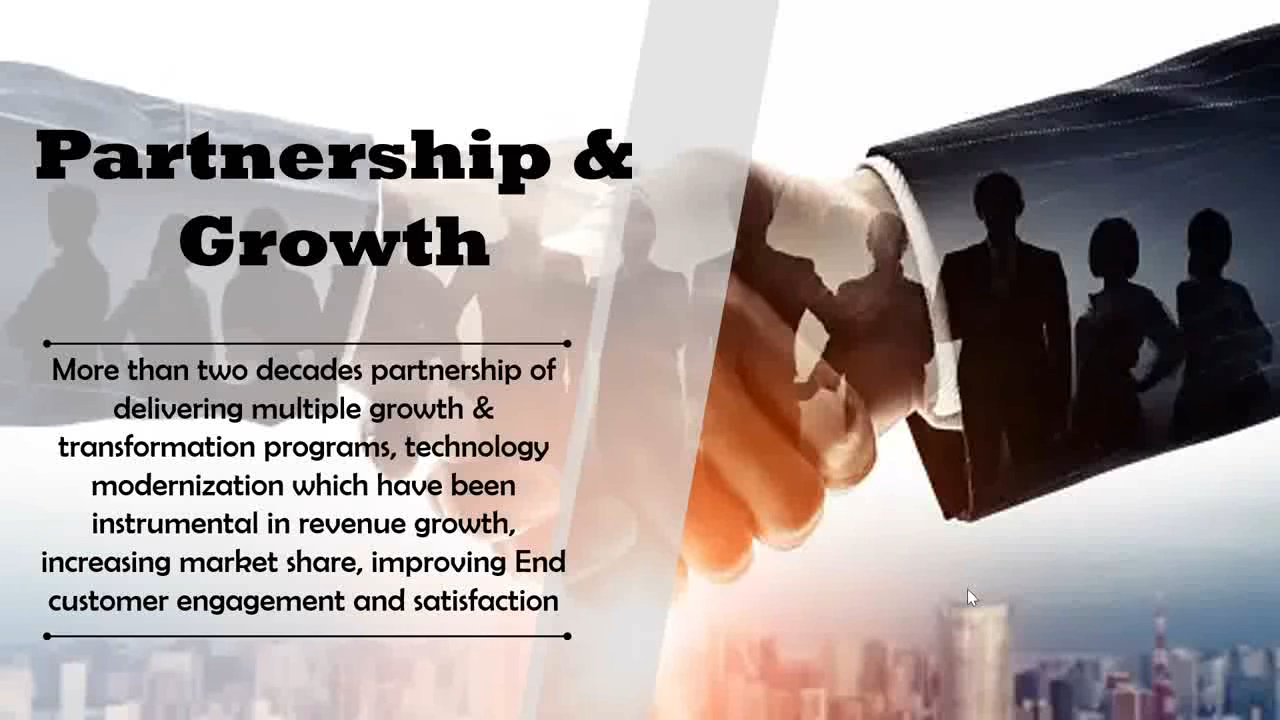 Partnership &
Growth
More than two decades partnership of
delivering multiple growth &
transformation programs, technology
modernization which have been
instrumental in revenue growth,
increasing market share, improving End
customer engagement and satisfaction